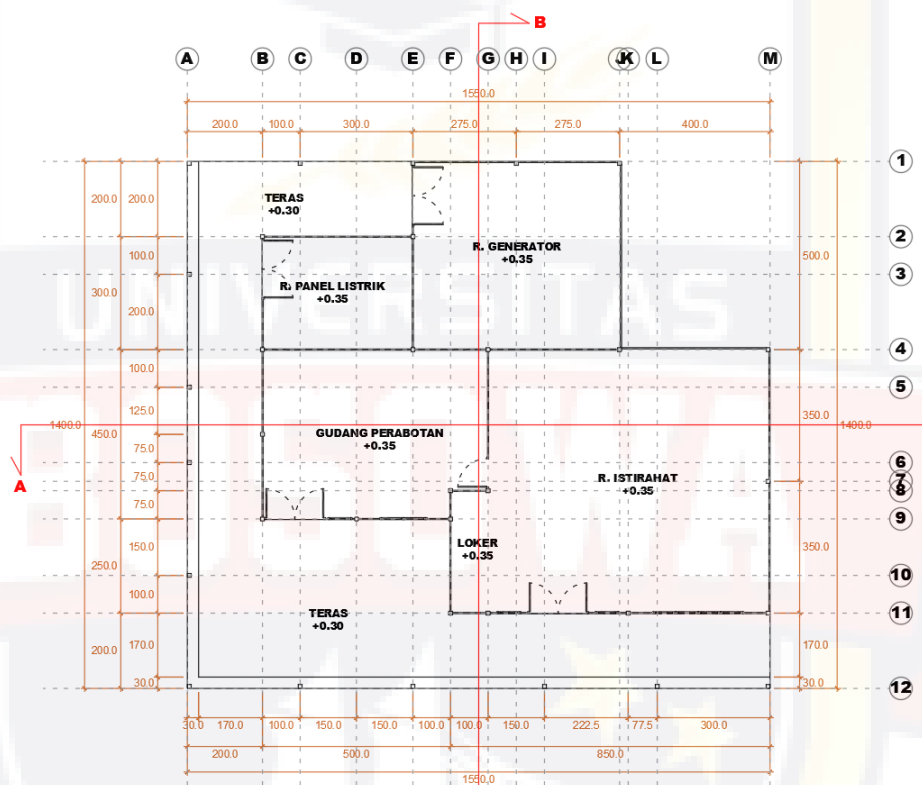 B
A B C D E F G H I J K L M
1550.0
200.0 100.0 300.0 275.0 275.0 400.0
1
200.0 200.0 TERAS
+0.30
2
100.0 R. GENERATOR 500.0
+0.35
3
300.0 R. PANEL LISTRIK
+0.35
200.0
UNIVERSITAS
4
100.0
5
125.0 350.0
1400.0 450.0 GUDANG PERABOTAN 1400.0
+0.35
75.0
6
A 75.0 R. ISTIRAHAT 7
+0.35 8
75.0
9
BOSOWA
150.0 LOKER 350.0
+0.35
250.0 10
100.0
11
TERAS
+0.30
200.0 170.0 170.0
30.0 30.0
12
30.0 170.0 100.0 150.0 150.0 100.0 100.0 150.0 222.5 77.5 300.0
200.0 500.0 850.0
1550.0